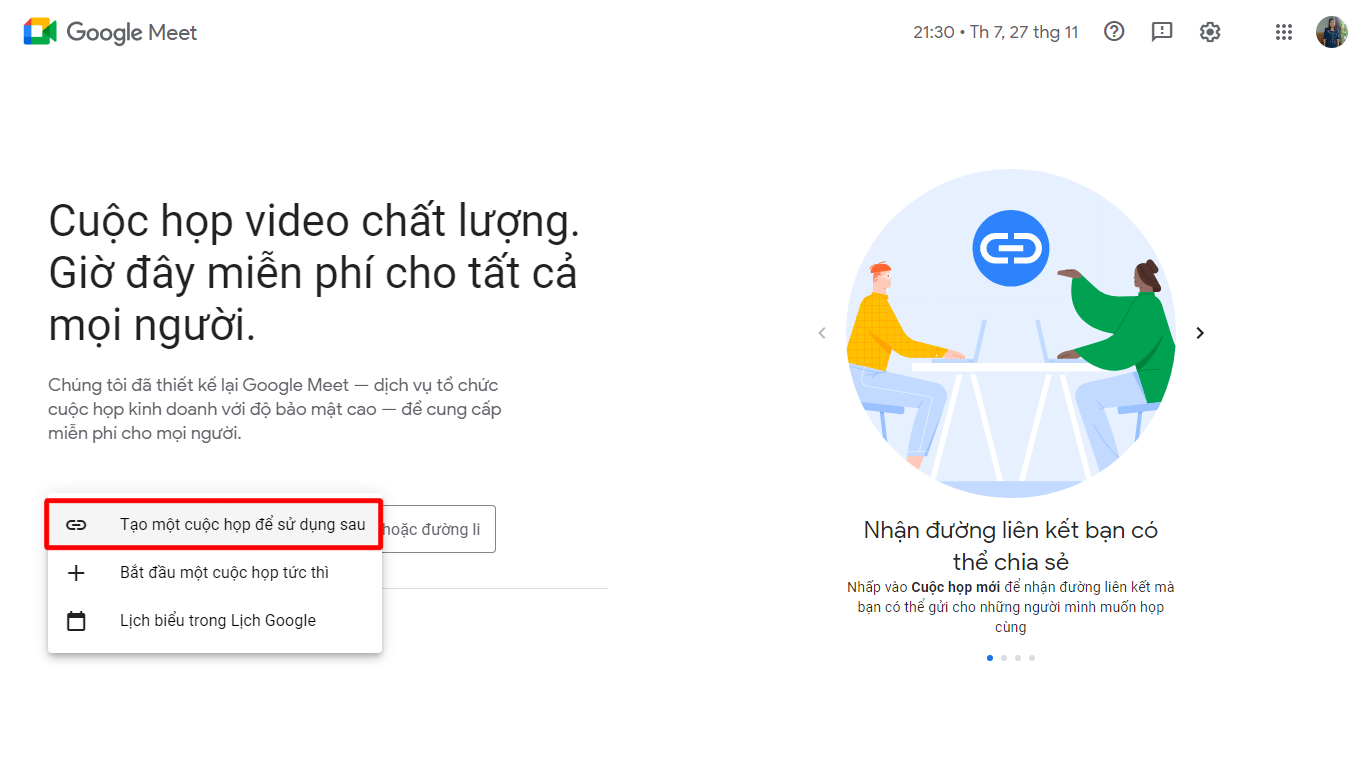 Google Meet
21:30 • Th 7, 27 thg 11
Cuộc họp video chất lượng.
Giờ đây miễn phí cho tất cả
mọi người.
Chúng tôi đã thiết kế lại Google Meet — dịch vụ tổ chức
cuộc họp kinh doanh với độ bảo mật cao — để cung cấp
miễn phí cho mọi người.
Tạo một cuộc họp để sử dụng sau
hoặc đường li
Bắt đầu một cuộc họp tức thì
Lịch biểu trong Lịch Google
Nhận đường liên kết bạn có
thể chia sẻ
Nhấp vào Cuộc họp mới để nhận đường liên kết mà
bạn có thể gửi cho những người mình muốn họp
cùng